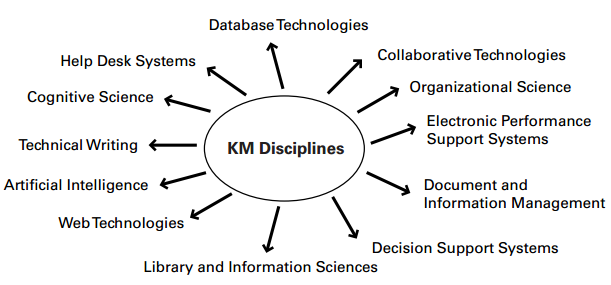 Database Technologies
Collaborative Technologies
Help Desk Systems
Organizational Science
Cognitive Science
Electronic Performance
Support Systems
KM Disciplines
Technical Writing
Artificial Intelligence
Document and
Information Management
Web Technologies
Decision Support Systems
Library and Information Sciences